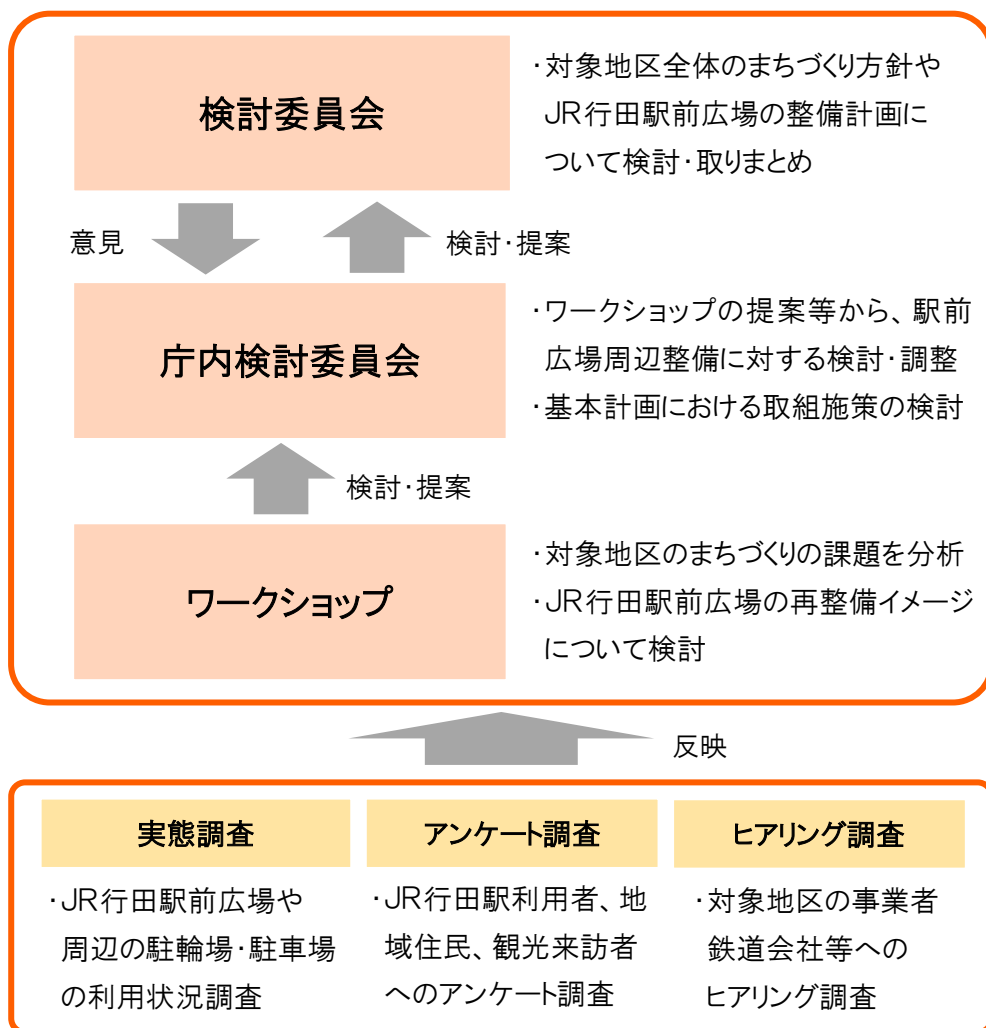 検討委員会
・対象地区全体のまちづくり方針や
JR行田駅前広場の整備計画に
ついて検討・取りまとめ
意見
検討・提案
庁内検討委員会
・ワークショップの提案等から、駅前
広場周辺整備に対する検討・調整
・基本計画における取組施策の検討
検討・提案
ワークショップ
・対象地区のまちづくりの課題を分析
・JR行田駅前広場の再整備イメージ
について検討
反映
実態調査
・JR行田駅前広場や
周辺の駐輪場・駐車場
の利用状況調査
アンケート調査
・JR行田駅利用者、地
域住民、観光来訪者
へのアンケート調査
ヒアリング調査
・対象地区の事業者
鉄道会社等への
ヒアリング調査